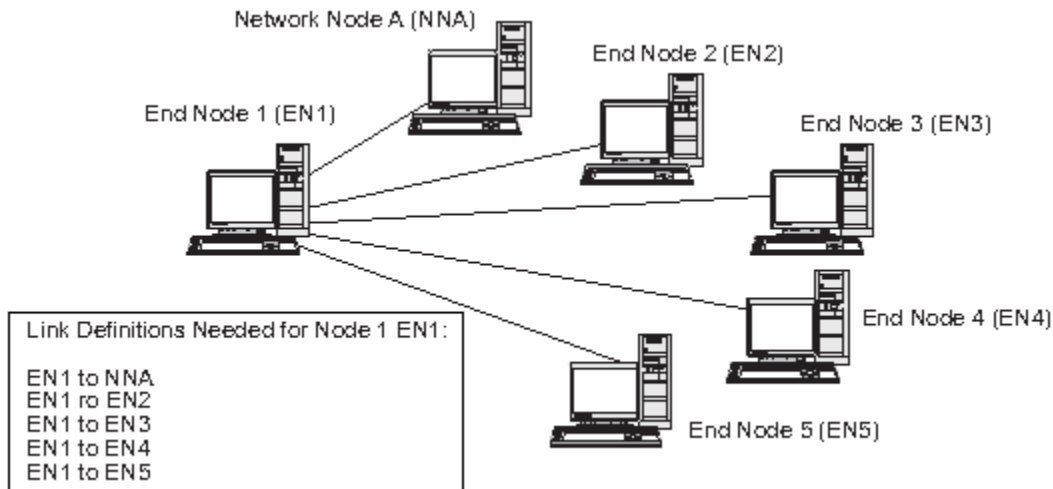 Network Node A (NNA)
End Node 2 (EN2)
End Node 1 (EN1)
End Node 3 (EN3)
End Node 4 (EN4)
End Node 5 (EN5)
Link Definitions Needed for Node 1 EN1:
EN1 to NNA
EN1 ro EN2
EN1 to EN3
EN1 to EN4
EN1 to EN5